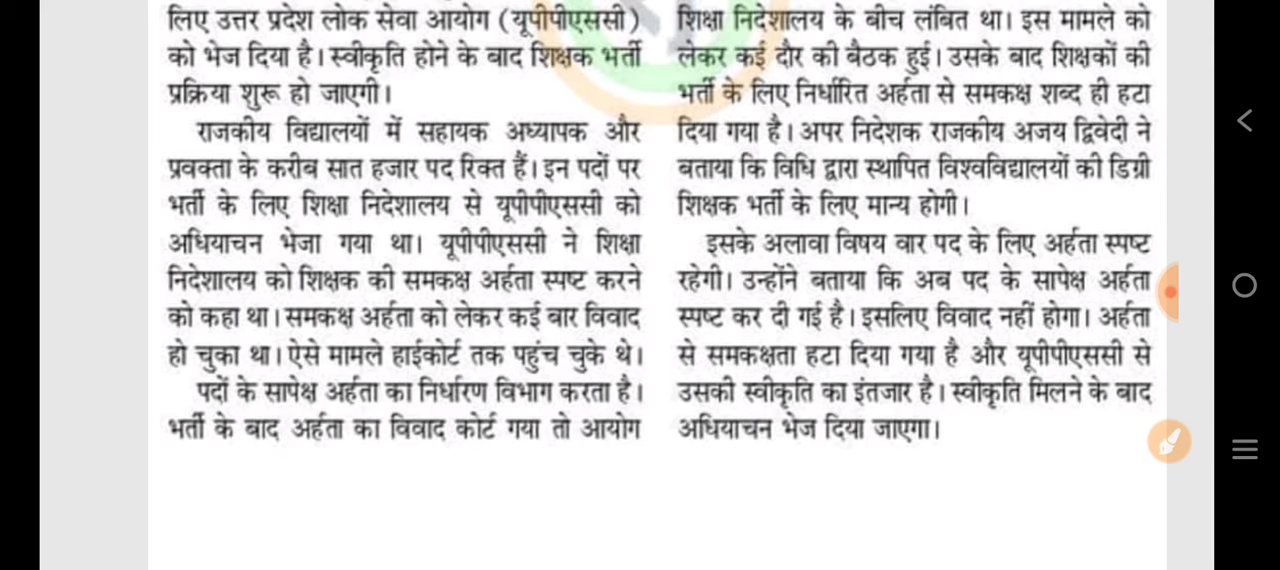 लिए उत्तर प्रदेश लोक सेवा आयोग (यूपीपीएससी)
को भेज दिया है। स्वीकृति होने के बाद शिक्षक भर्ती
प्रक्रिया शुरू हो जाएगी।
राजकीय विद्यालयों में सहायक अध्यापक और
प्रवक्ता के करीब सात हजार पद रिक्त हैं। इन पदों पर
भर्ती के लिए शिक्षा निदेशालय से यूपीपीएससी को
अधियाचन भेजा गया था। यूपीपीएससी ने शिक्षा
निदेशालय को शिक्षक की समकक्ष अर्हता स्पष्ट करने
को कहा था। समकक्ष अर्हता को लेकर कई बार विवाद
हो चुका था। ऐसे मामले हाईकोर्ट तक पहुंच चुके थे।
पदों के सापेक्ष अर्हता का निर्धारण विभाग करता है।
भर्ती के बाद अर्हता का विवाद कोर्ट गया तो आयोग
शिक्षा निदेशालय के बीच लंबित था। इस मामले को
लेकर कई दौर की बैठक हुई। उसके बाद शिक्षकों की
भर्ती के लिए निर्धारित अर्हता से समकक्ष शब्द ही हटा
दिया गया है। अपर निदेशक राजकीय अजय द्विवेदी ने
बताया कि विधि द्वारा स्थापित विश्वविद्यालयों की डिग्री
शिक्षक भर्ती के लिए मान्य होगी।
इसके अलावा विषय वार पद के लिए अर्हता स्पष्ट
रहेगी। उन्होंने बताया कि अब पद के सापेक्ष अर्हता
स्पष्ट कर दी गई है। इसलिए विवाद नहीं होगा। अर्हता
से समकक्षता हटा दिया गया है और यूपीपीएससी से
उसकी स्वीकृति का इंतजार है। स्वीकृति मिलने के बाद
अधियाचन भेज दिया जाएगा।